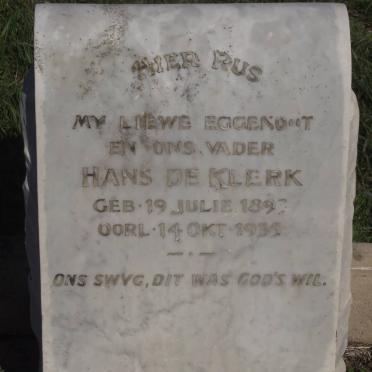 HIER RUS
MY LIEWE EGGENOOT
EN ONS VADER
HANS DE KLERK
GEB·19 JULIE
OORL·14 OKT·1939
ONS SWYG, DIT WAS GOD'S WIL.